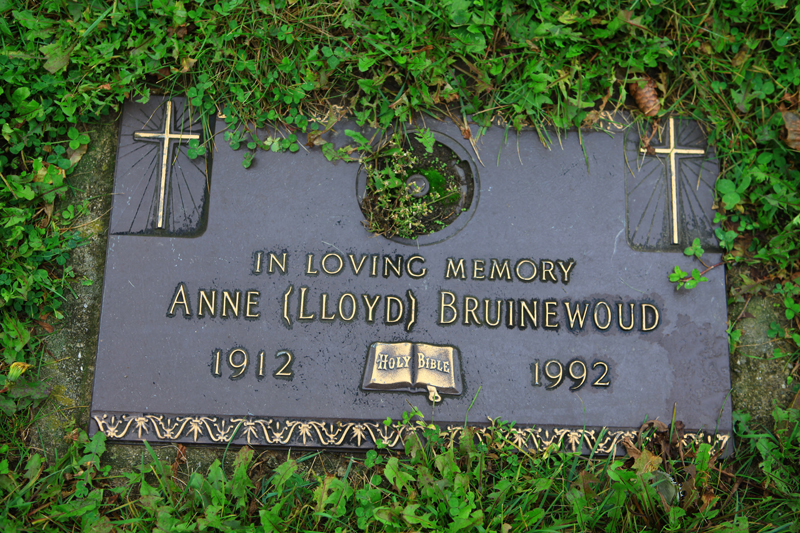 IN LOVING MEMORY
ANNE (LLOYD) BRUINEWOUD
1912 HOLY BIBLE 1992